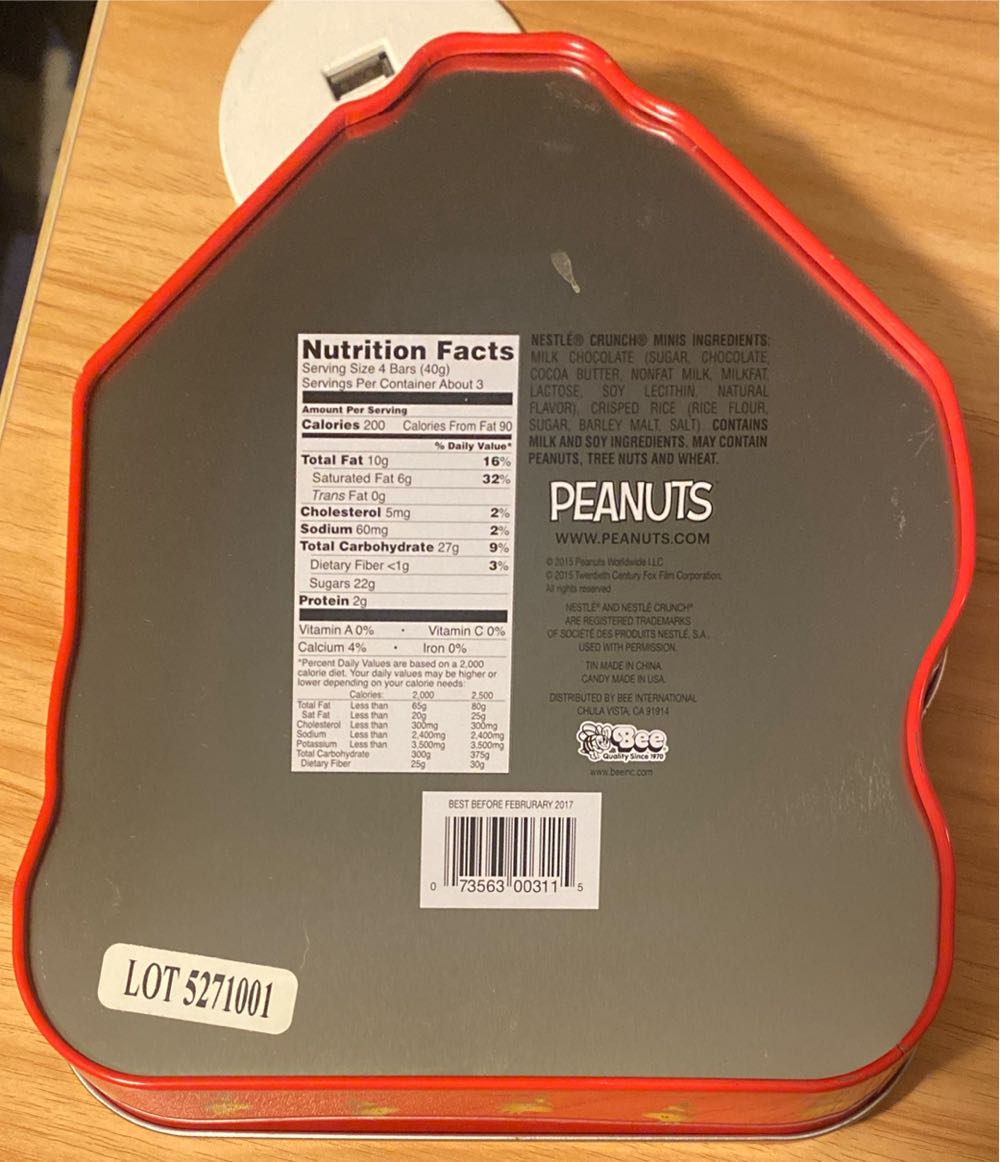 Nutrition Facts
Serving Size 4 Bars (40g)
Servings Per Container About 3
Amount Per Serving
Calories 200 Calories From Fat 90
% Daily Value*
Total Fat 10g 16%
Saturated Fat 6g 32%
Trans Fat 0g
Cholesterol 5mg 2%
Sodium 60mg 2%
Total Carbohydrate 27g 9%
Dietary Fiber <1g 3%
Sugars 22g
Protein 2g
Vitamin A 0% • Vitamin C 0%
Calcium 4% • Iron 0%
*Percent Daily Values are based on a 2,000
calorie diet. Your daily values may be higher or
lower depending on your calorie needs:
Calories: 2,000 2,500
Total Fat Less than 65g 80g
Sat Fat Less than 20g 25g
Cholesterol Less than 300mg 300mg
Sodium Less than 2,400mg 2,400mg
Potassium Less than 3,500mg 3,500mg
Total Carbohydrate 300g 375g
Dietary Fiber 25g 30g
NESTLÉ® CRUNCH® MINIS INGREDIENTS:
MILK CHOCOLATE (SUGAR, CHOCOLATE,
COCOA BUTTER, NONFAT MILK, MILKFAT,
LACTOSE, SOY LECITHIN, NATURAL
FLAVOR), CRISPED RICE (RICE FLOUR,
SUGAR, BARLEY MALT, SALT). CONTAINS
MILK AND SOY INGREDIENTS, MAY CONTAIN
PEANUTS, TREE NUTS AND WHEAT.
PEANUTS
WWW.PEANUTS.COM
© 2015 Peanuts Worldwide LLC
© 2015 Twentieth Century Fox Film Corporation.
All rights reserved
NESTLÉ® AND NESTLÉ CRUNCH®
ARE REGISTERED TRADEMARKS
OF SOCIÉTÉ DES PRODUITS NESTLÉ, S.A.,
USED WITH PERMISSION.
TIN MADE IN CHINA.
CANDY MADE IN USA.
DISTRIBUTED BY BEE INTERNATIONAL
CHULA VISTA, CA 91914
Bee
Quality Since 1970
www.beeinc.com
BEST BEFORE FEBRURARY 2017
0 73563 00311 5
LOT 5271001